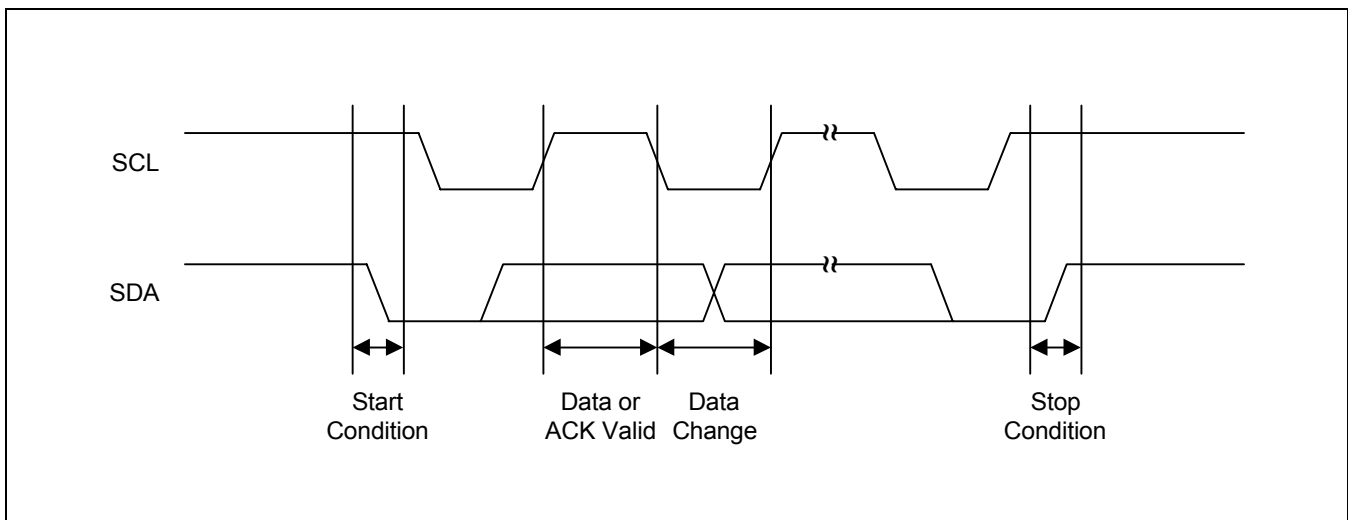 SCL
SDA
Start
Condition
Data or
ACK Valid
Data
Change
Stop
Condition